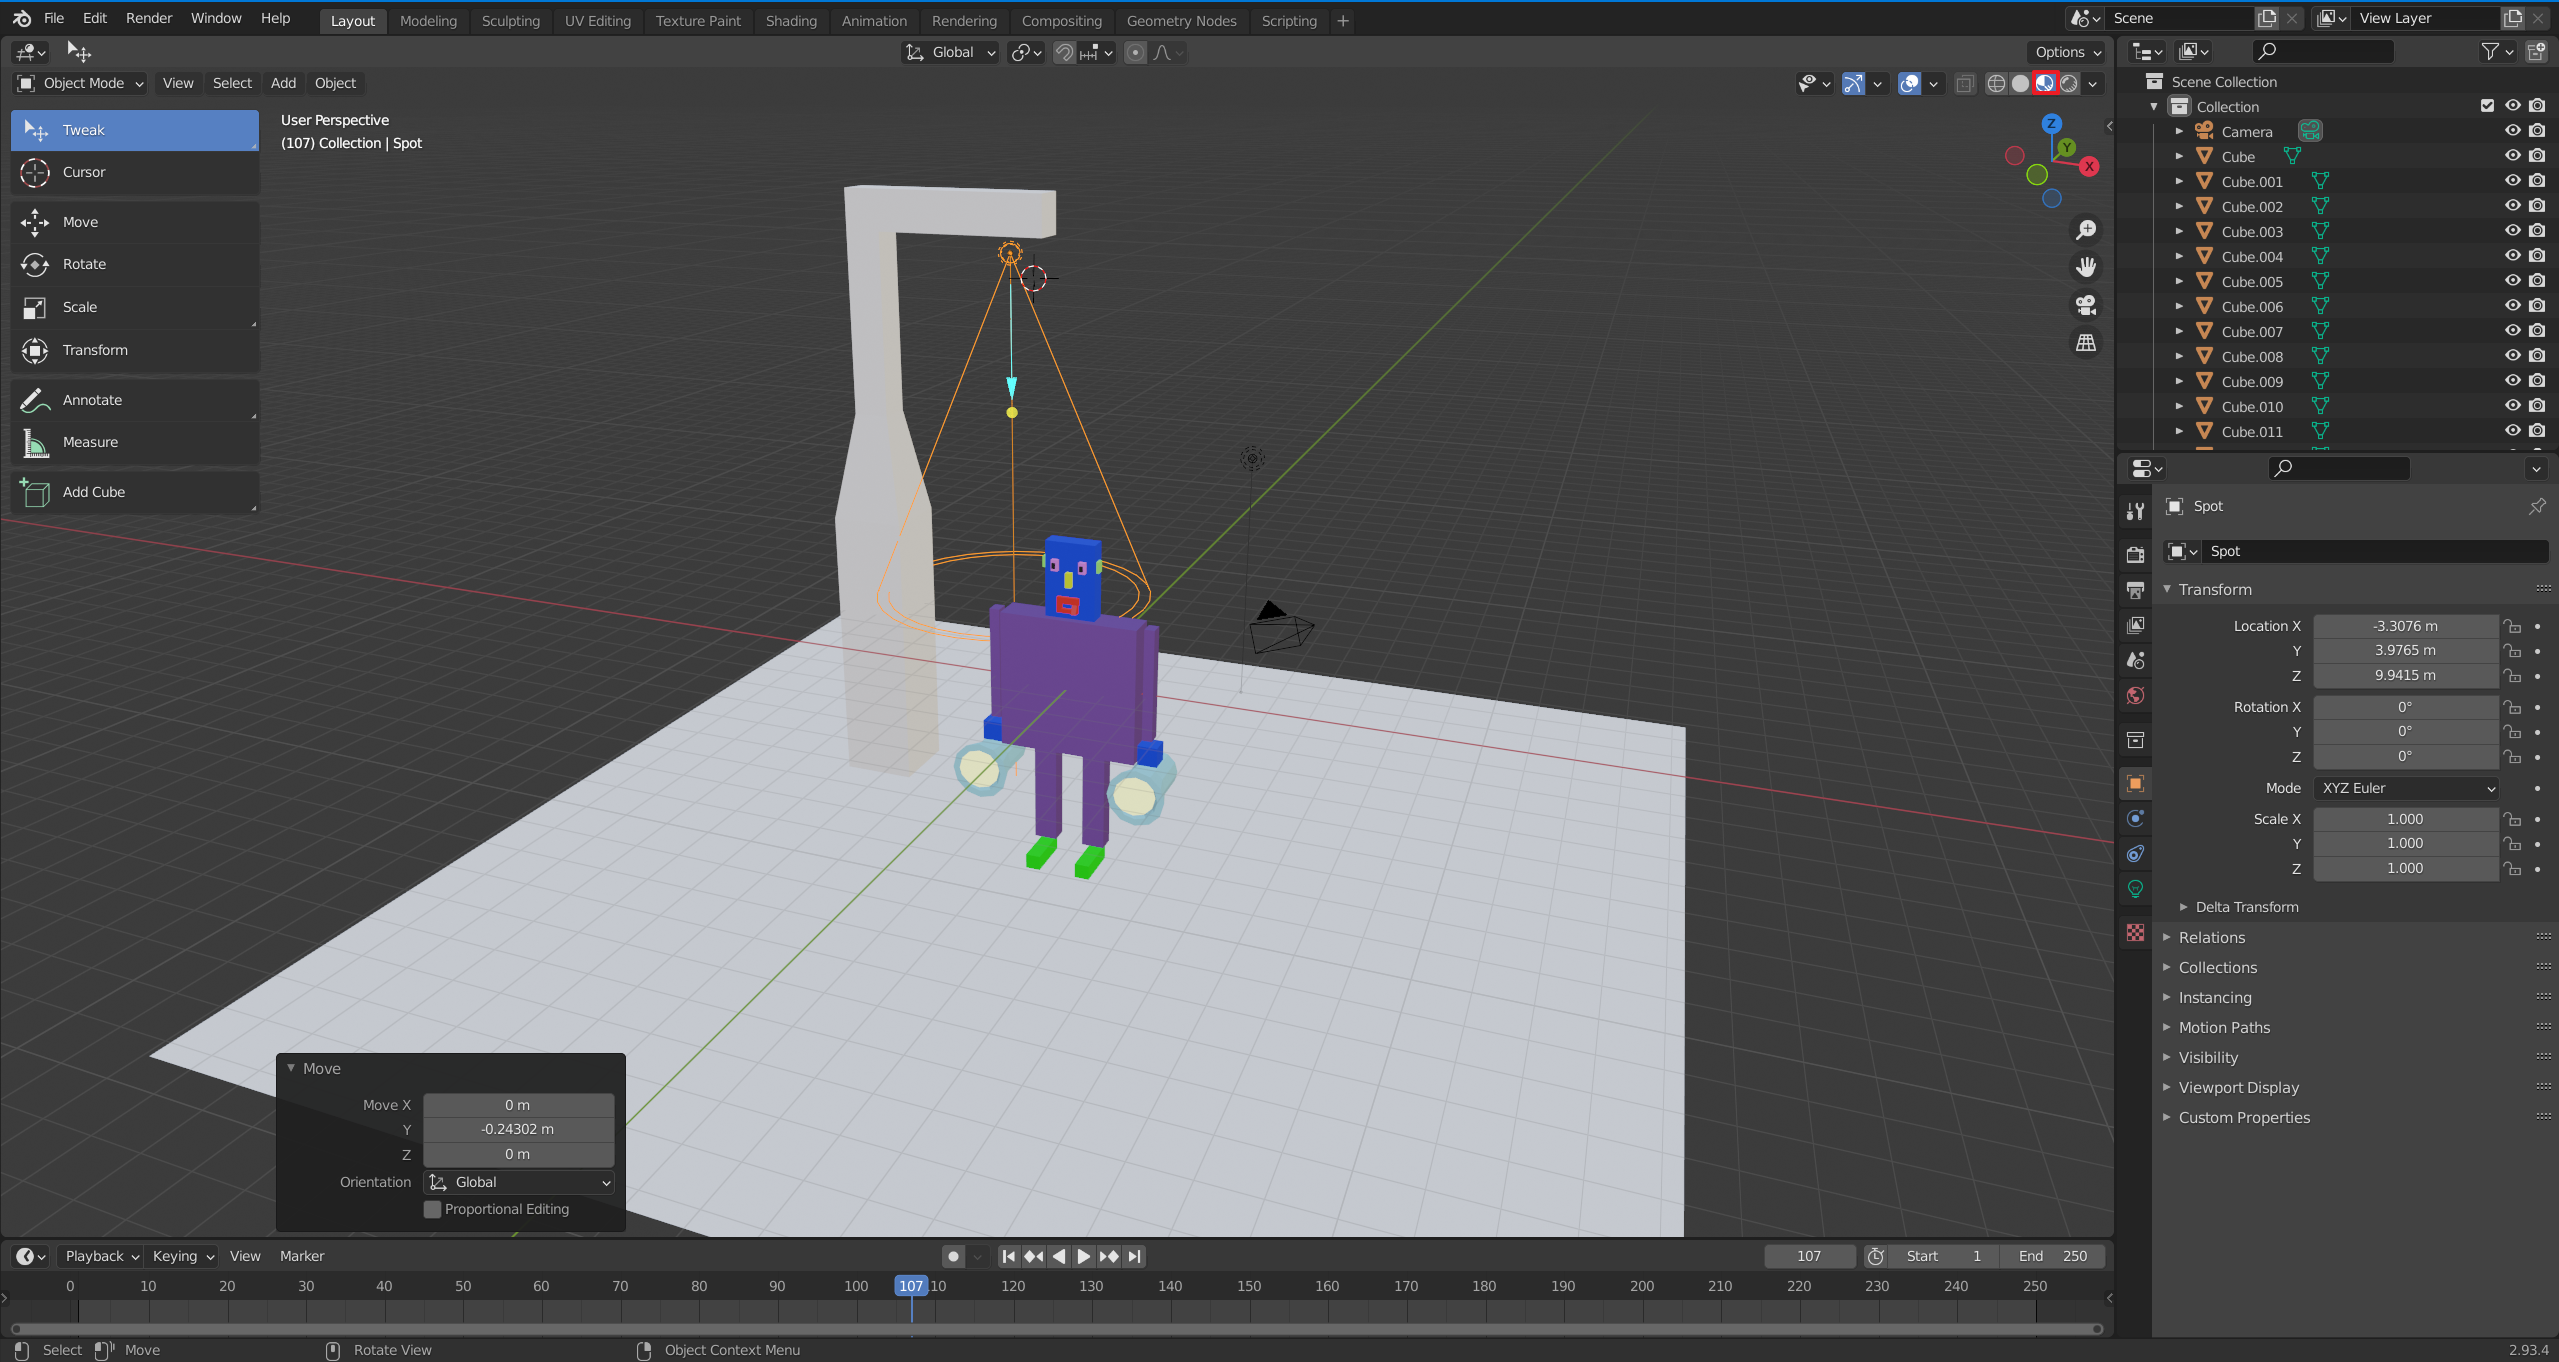 File Edit Render Window Help Layout Modeling Sculpting UV Editing Texture Paint Shading Animation Rendering Compositing Geometry Nodes Scripting + Scene View Layer
Global Options
Object Mode View Select Add Object
Tweak
Cursor
Move
Rotate
Scale
Transform
Annotate
Measure
Add Cube
User Perspective
(107) Collection | Spot
Z
Y
X
Scene Collection
Collection
Camera
Cube
Cube.001
Cube.002
Cube.003
Cube.004
Cube.005
Cube.006
Cube.007
Cube.008
Cube.009
Cube.010
Cube.011
Spot
Spot
Transform
Location X -3.3076 m
Y 3.9765 m
Z 9.9415 m
Rotation X 0°
Y 0°
Z 0°
Mode XYZ Euler
Scale X 1.000
Y 1.000
Z 1.000
Delta Transform
Relations
Collections
Instancing
Motion Paths
Visibility
Viewport Display
Custom Properties
Move
Move X 0 m
Y -0.24302 m
Z 0 m
Orientation Global
Proportional Editing
Playback Keying View Marker 107 Start 1 End 250
0 10 20 30 40 50 60 70 80 90 100 107 10 120 130 140 150 160 170 180 190 200 210 220 230 240 250
Select Move Rotate View Object Context Menu 2.93.4